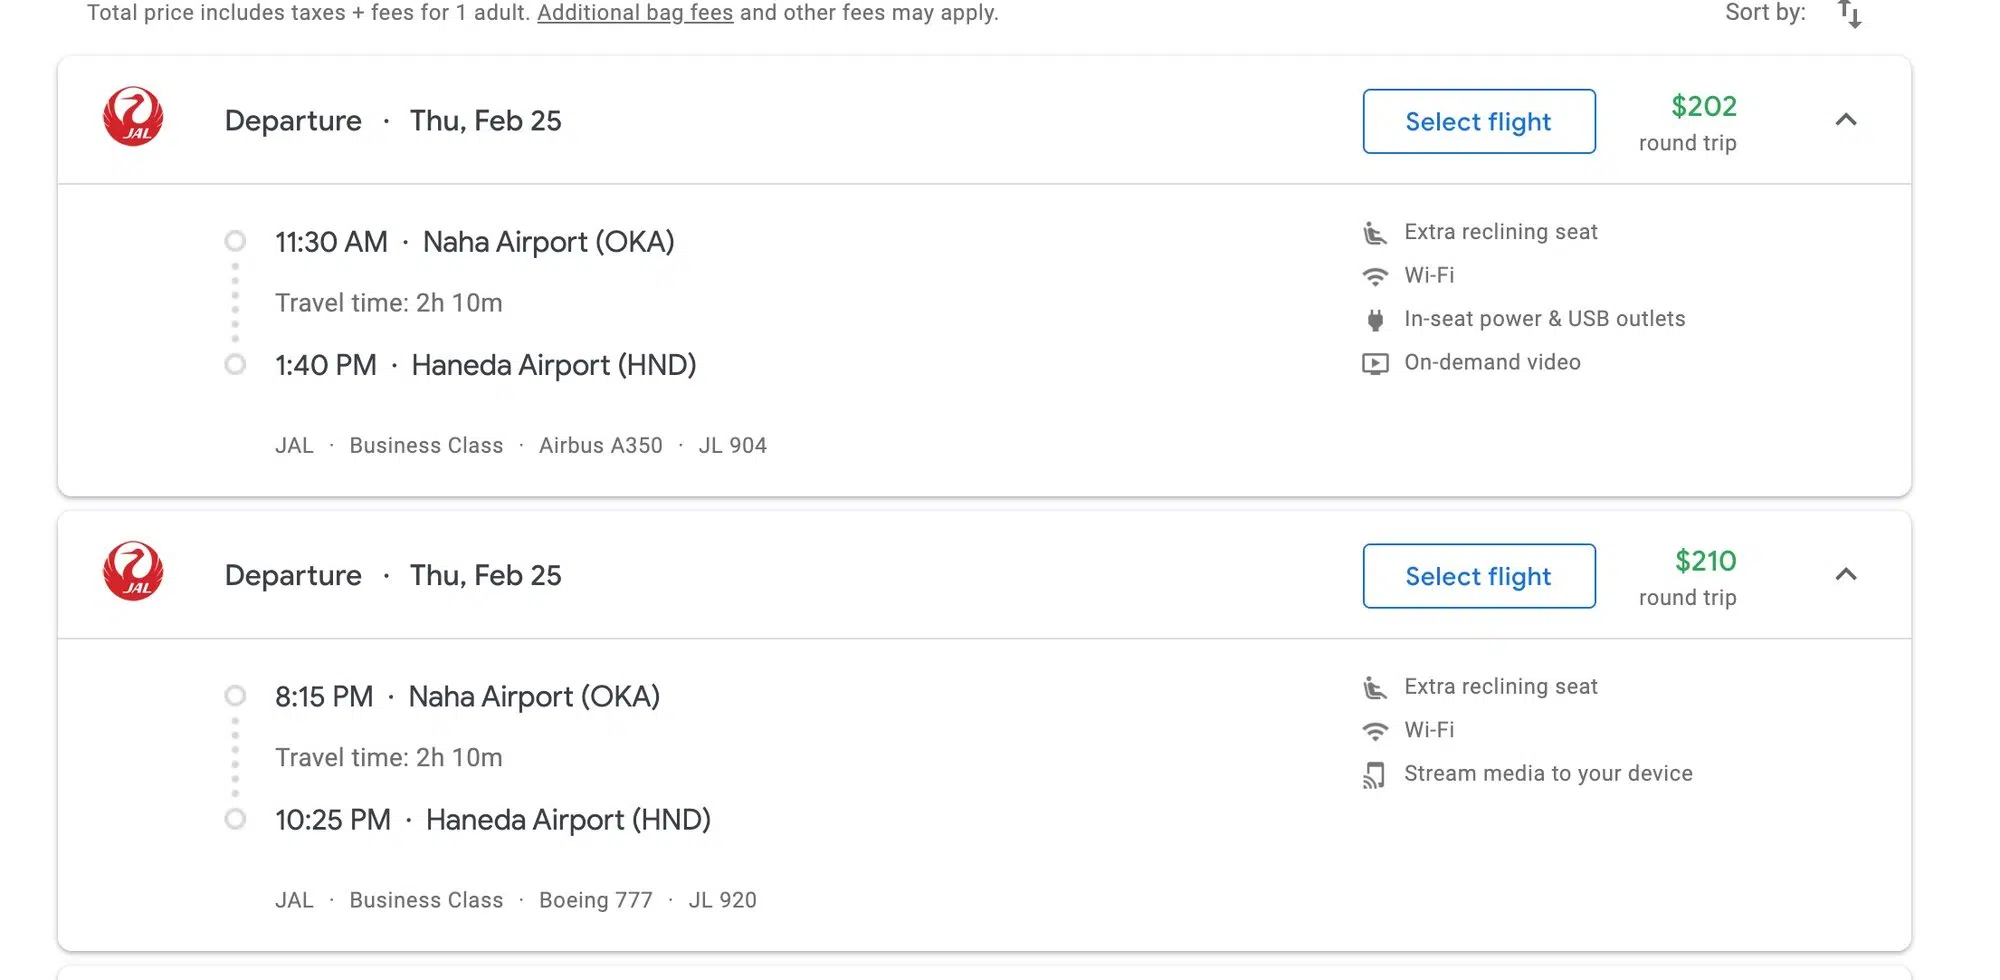 Total price includes taxes + fees for 1 adult. Additional bag fees and other fees may apply.
Sort by:
JAL
Departure · Thu, Feb 25
Select flight
$202
round trip
11:30 AM · Naha Airport (OKA)
Travel time: 2h 10m
1:40 PM · Haneda Airport (HND)
JAL · Business Class · Airbus A350 · JL 904
Extra reclining seat
Wi-Fi
In-seat power & USB outlets
On-demand video
JAL
Departure · Thu, Feb 25
Select flight
$210
round trip
8:15 PM · Naha Airport (OKA)
Travel time: 2h 10m
10:25 PM · Haneda Airport (HND)
JAL · Business Class · Boeing 777 · JL 920
Extra reclining seat
Wi-Fi
Stream media to your device